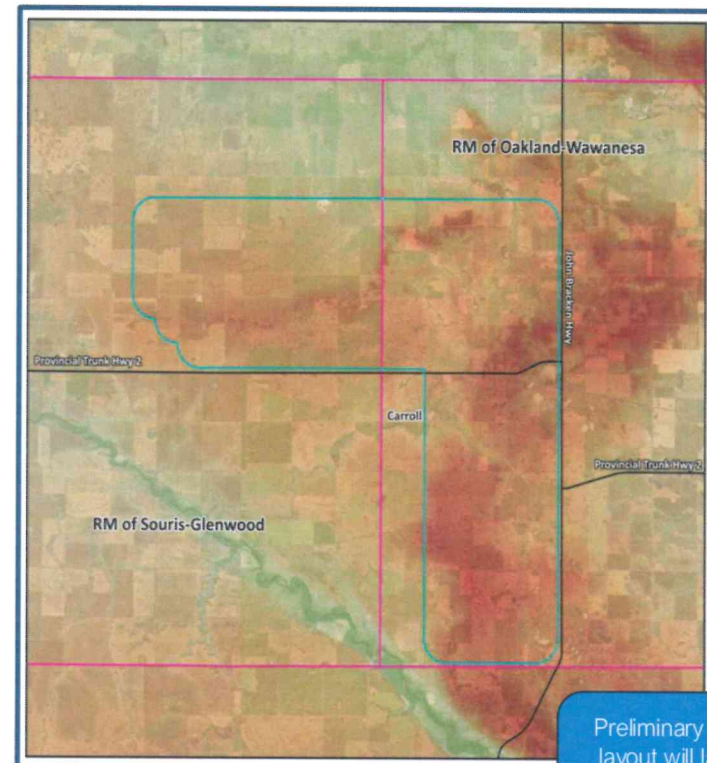 RM of Oakland-Wawanesa
John Bracken Hwy
Provincial Trunk Hwy 2
Carroll
Provincial Trunk Hwy 2
RM of Souris-Glenwood
Preliminary
layout will